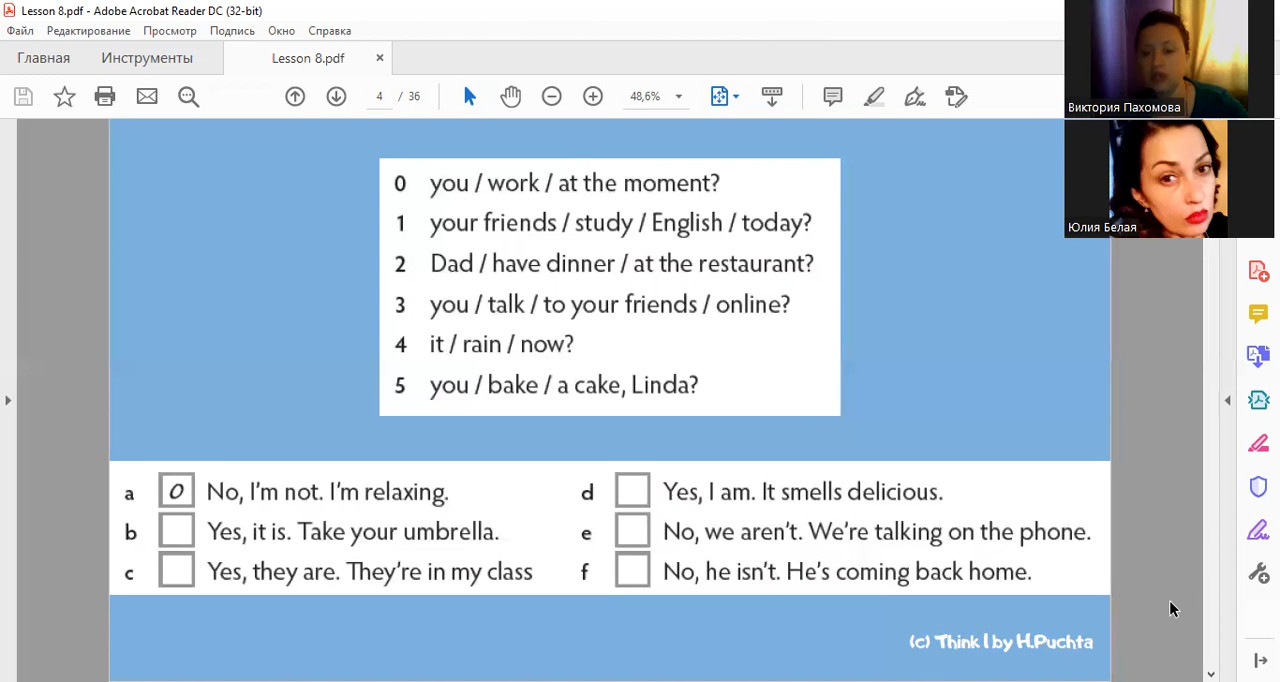 Lesson 8.pdf - Adobe Acrobat Reader DC (32-bit)
Файл Редактирование Просмотр Подпись Окно Справка
Главная Инструменты Lesson 8.pdf ×
4 / 36 48,6%
Виктория Пахомова
Юлия Белая
0 you / work / at the moment?
1 your friends / study / English / today?
2 Dad / have dinner / at the restaurant?
3 you / talk / to your friends / online?
4 it / rain / now?
5 you / bake / a cake, Linda?
a 0 No, I'm not. I'm relaxing.
b Yes, it is. Take your umbrella.
c Yes, they are. They're in my class
d Yes, I am. It smells delicious.
e No, we aren't. We're talking on the phone.
f No, he isn't. He's coming back home.
(c) Think 1 by H.Puchta